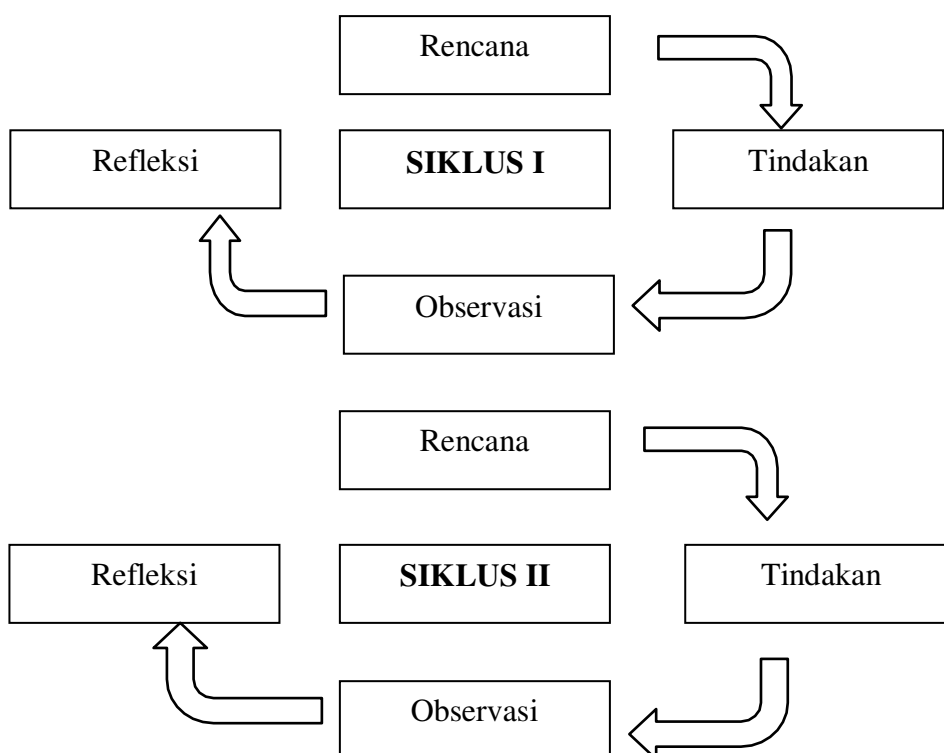 Rencana
Refleksi
SIKLUS I
Tindakan
Observasi
Rencana
Refleksi
SIKLUS II
Tindakan
Observasi